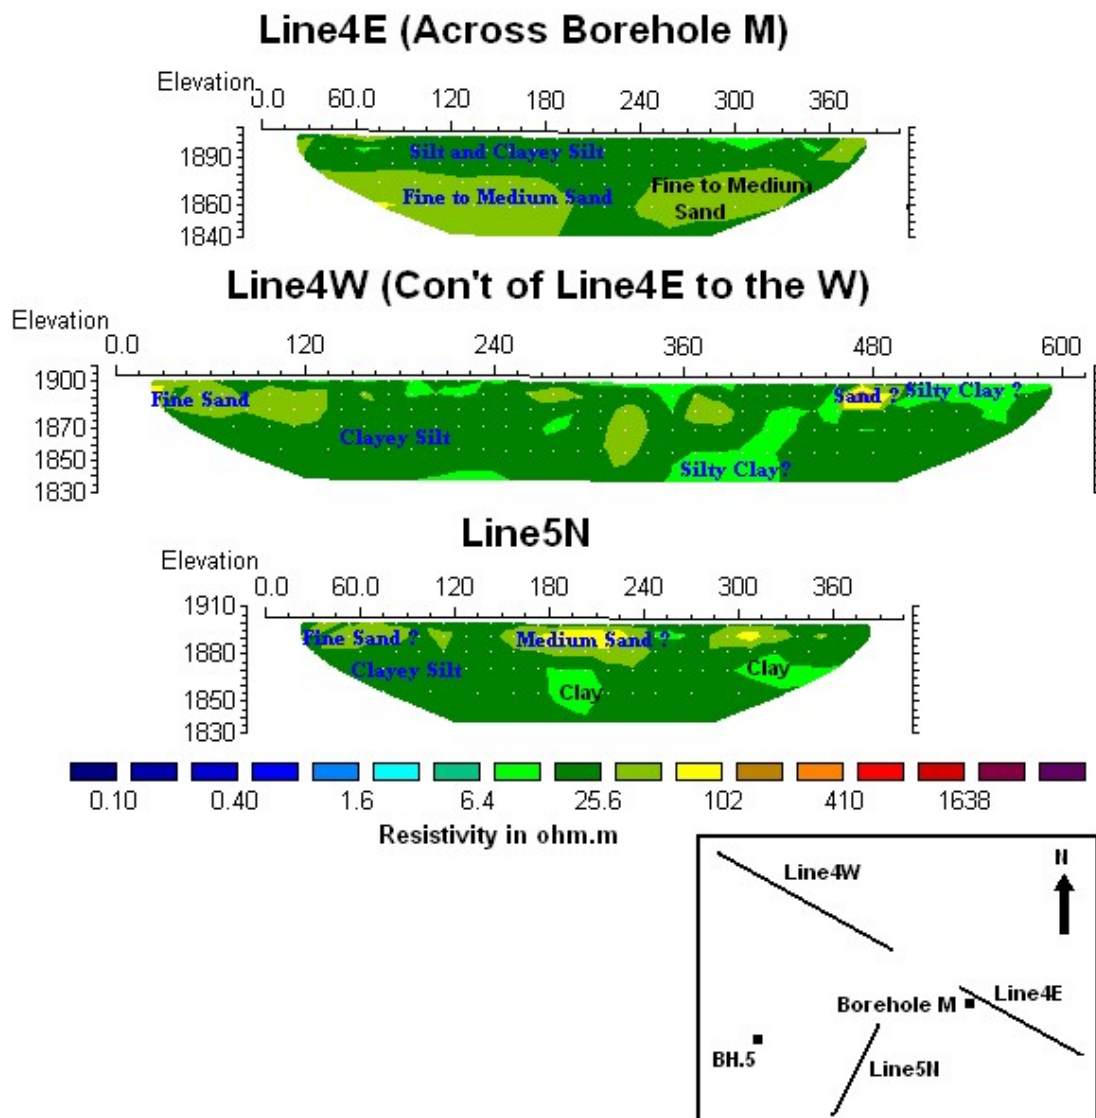 Line4E (Across Borehole M)
Elevation
0.0 60.0 120 180 240 300 360
1890
1860
1840
Silt and Clayey Silt
Fine to Medium Sand
Fine to Medium
Sand
Line4W (Con't of Line4E to the W)
Elevation
0.0 120 240 360 480 600
1900
1870
1850
1830
Fine Sand
Clayey Silt
Silty Clay?
Sand ?
Silty Clay ?
Line5N
Elevation
0.0 60.0 120 180 240 300 360
1910
1880
1850
1830
Fine Sand ?
Medium Sand ?
Clayey Silt
Clay
Clay
0.10 0.40 1.6 6.4 25.6 102 410 1638
Resistivity in ohm.m
N
Line4W
Line4E
Borehole M
BH.5
Line5N